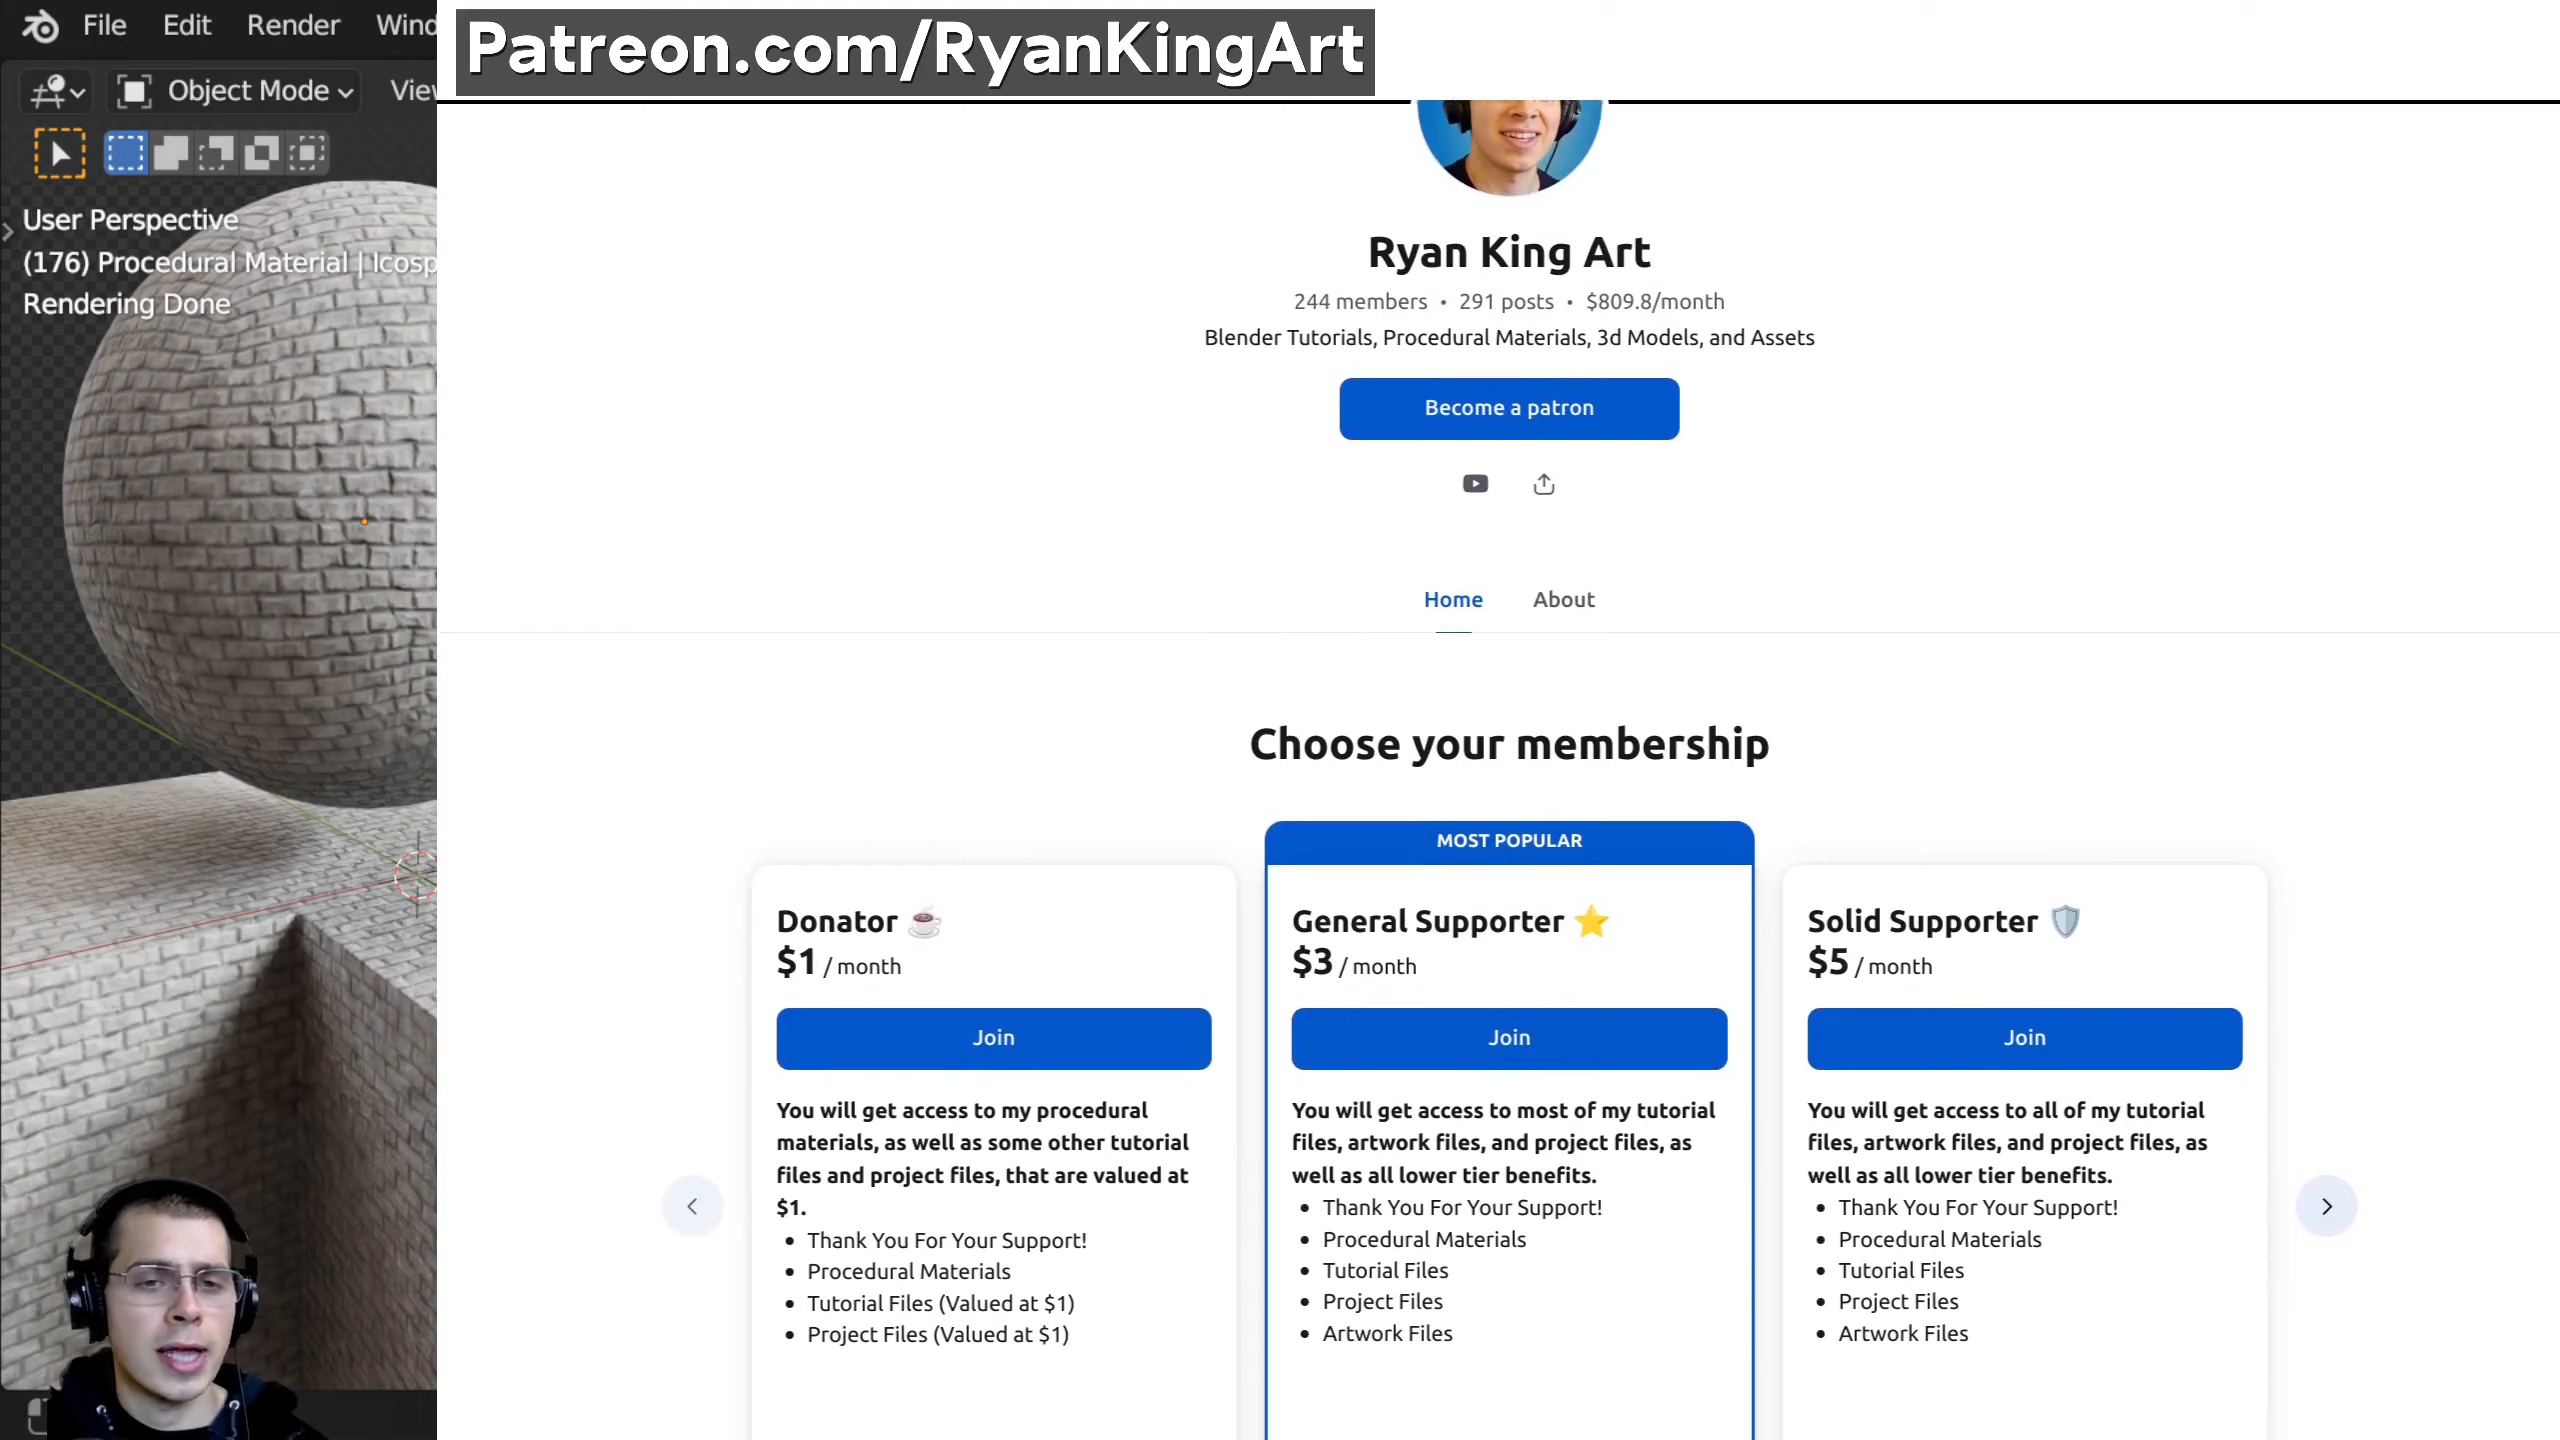 File Edit Render Wind
Patreon.com/RyanKingArt
Object Mode View
User Perspective
(176) Procedural Material | Icosp
Rendering Done
Ryan King Art
244 members • 291 posts • $809.8/month
Blender Tutorials, Procedural Materials, 3d Models, and Assets
Become a patron
Home About
Choose your membership
Donator ☕
$1 / month
Join
You will get access to my procedural
materials, as well as some other tutorial
files and project files, that are valued at
$1.
• Thank You For Your Support!
• Procedural Materials
• Tutorial Files (Valued at $1)
• Project Files (Valued at $1)
MOST POPULAR
General Supporter ⭐
$3 / month
Join
You will get access to most of my tutorial
files, artwork files, and project files, as
well as all lower tier benefits.
• Thank You For Your Support!
• Procedural Materials
• Tutorial Files
• Project Files
• Artwork Files
Solid Supporter 🛡️
$5 / month
Join
You will get access to all of my tutorial
files, artwork files, and project files, as
well as all lower tier benefits.
• Thank You For Your Support!
• Procedural Materials
• Tutorial Files
• Project Files
• Artwork Files